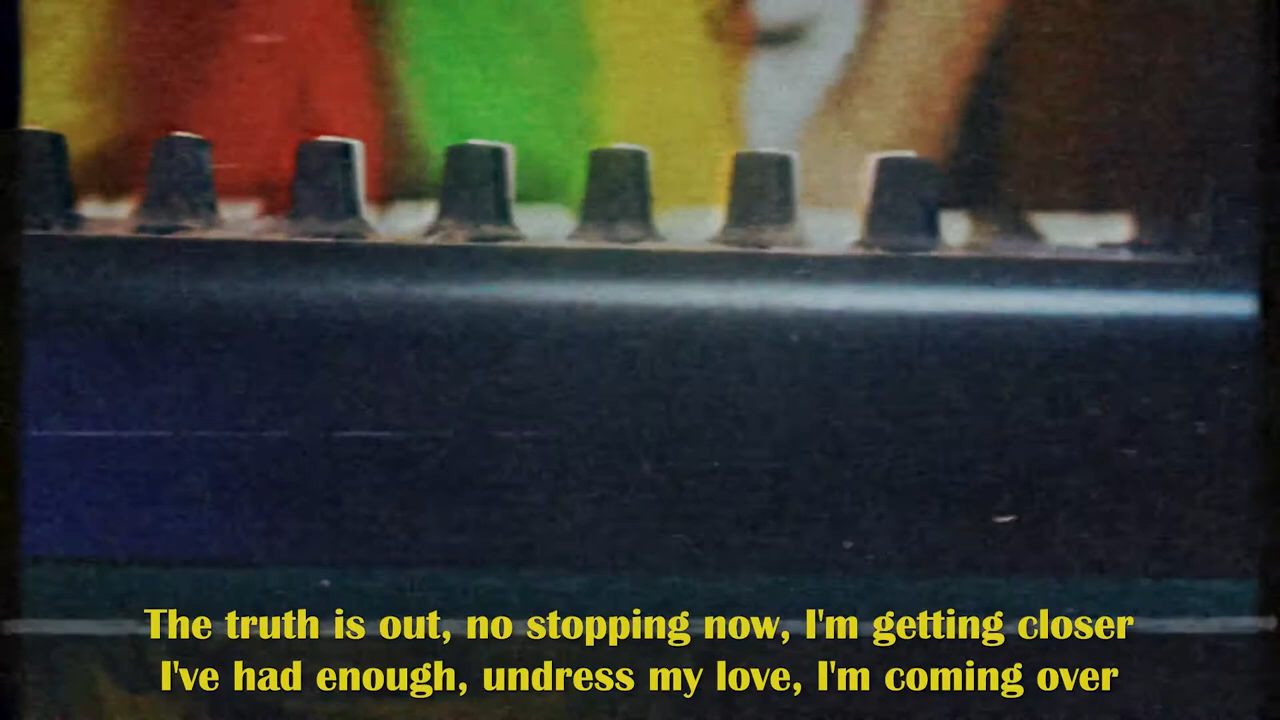 The truth is out, no stopping now, I'm getting closer
I've had enough, undress my love, I'm coming over